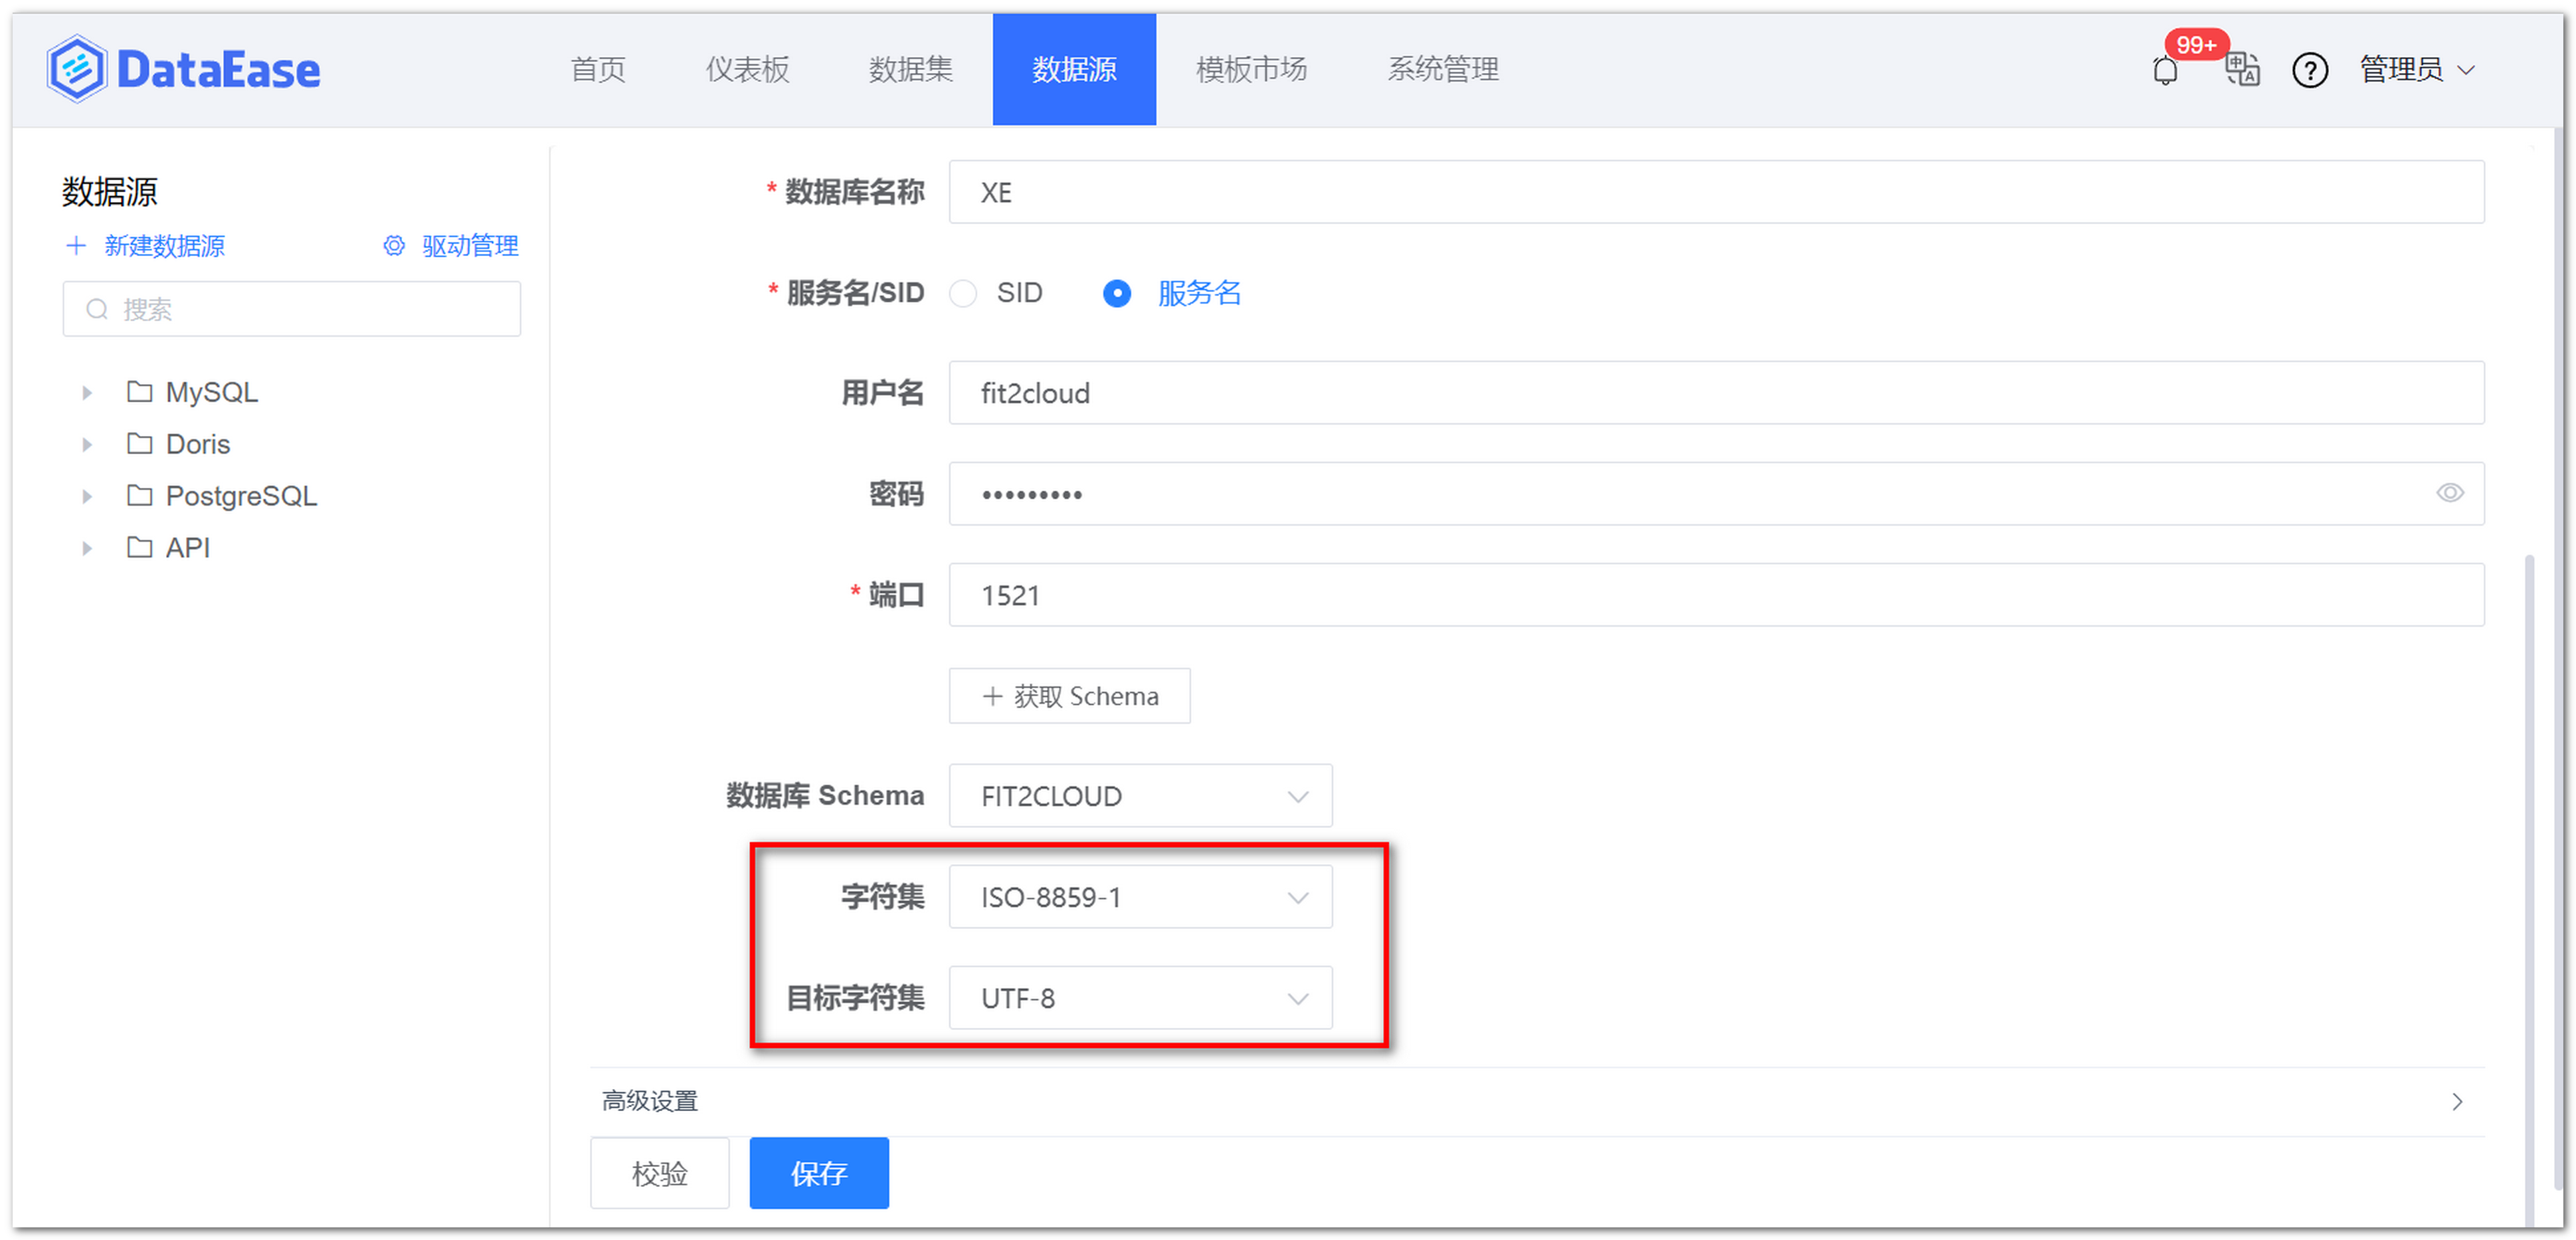 DataEase 首页 仪表板 数据集 数据源 模板市场 系统管理 99+ 中 A ? 管理员
数据源
新建数据源 驱动管理
搜索
MySQL
Doris
PostgreSQL
API
* 数据库名称 XE
* 服务名/SID SID 服务名
用户名 fit2cloud
密码 •••••••••
* 端口 1521
获取 Schema
数据库 Schema FIT2CLOUD
字符集 ISO-8859-1
目标字符集 UTF-8
高级设置
校验 保存